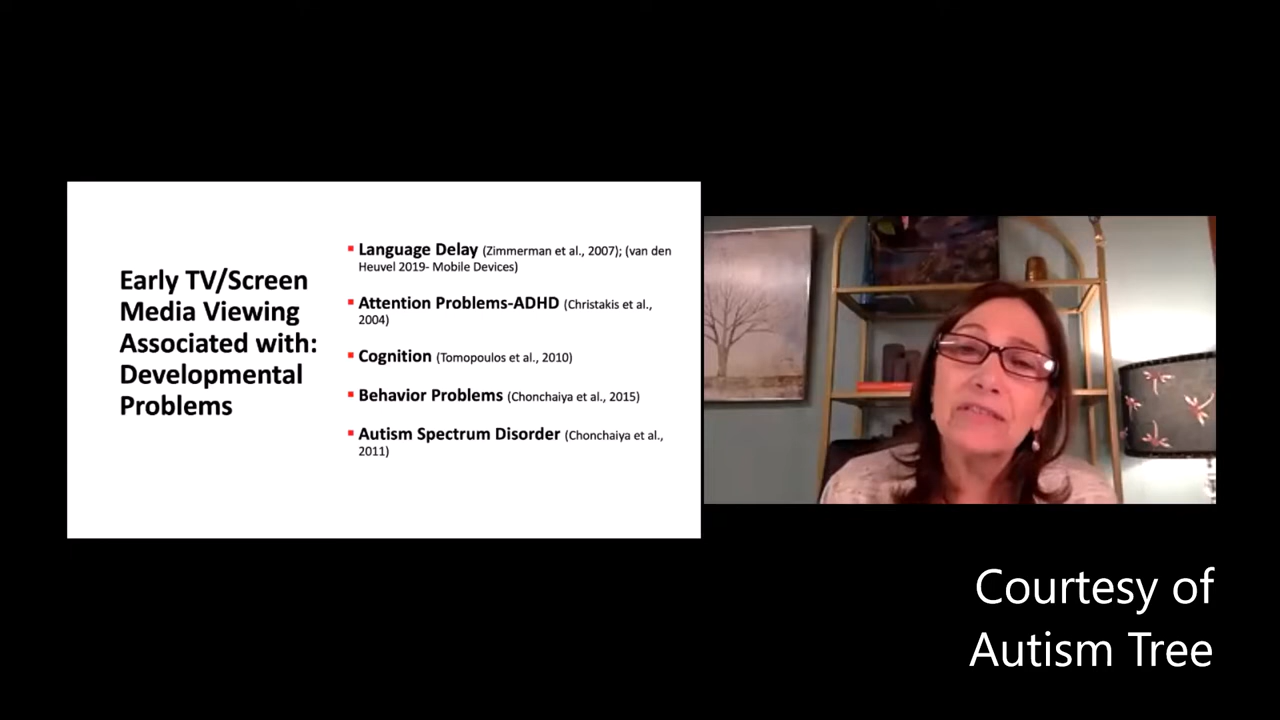 Early TV/Screen
Media Viewing
Associated with:
Developmental
Problems
▪ Language Delay (Zimmerman et al., 2007); (van den
Heuvel 2019- Mobile Devices)
▪ Attention Problems-ADHD (Christakis et al.,
2004)
▪ Cognition (Tomopoulos et al., 2010)
▪ Behavior Problems (Chonchaiya et al., 2015)
▪ Autism Spectrum Disorder (Chonchaiya et al.,
2011)
Courtesy of
Autism Tree